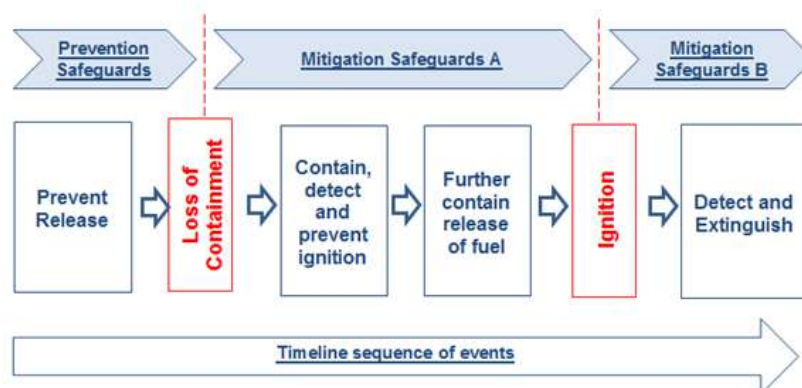 Prevention
Safeguards
Mitigation Safeguards A
Mitigation
Safeguards B
Prevent
Release
Loss of
Containment
Contain,
detect
and
prevent
ignition
Further
contain
release
of fuel
Ignition
Detect and
Extinguish
Timeline sequence of events